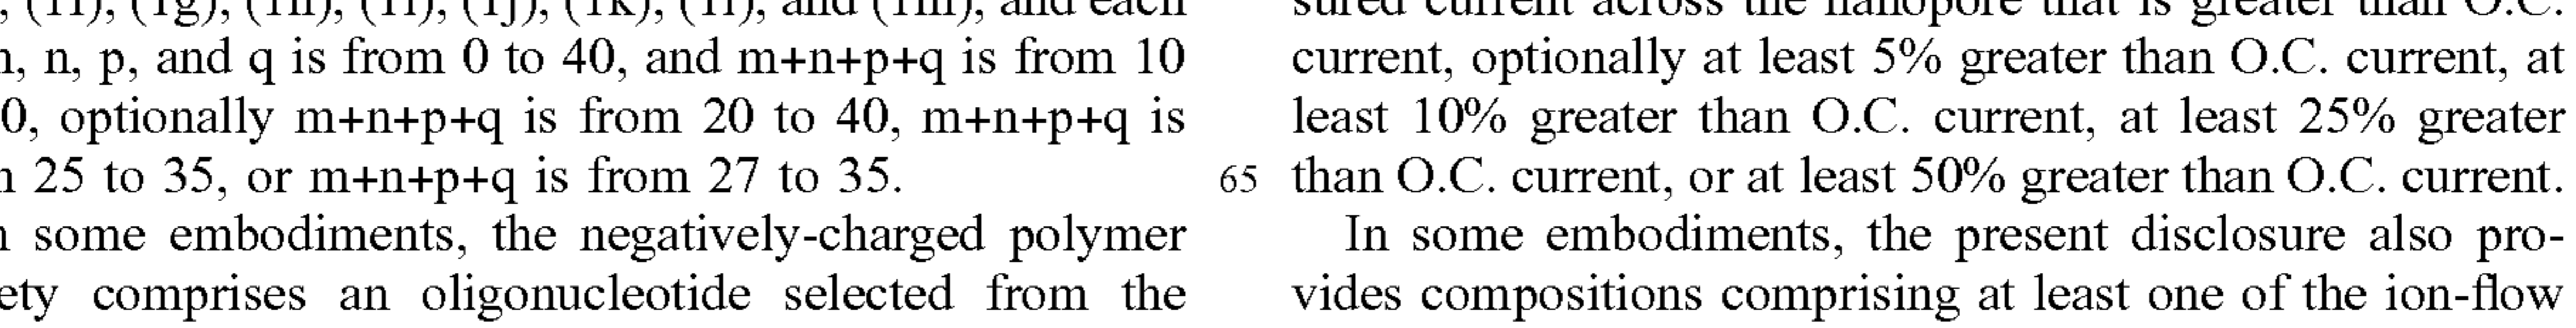 (1g), (1h), (1i), (1j), (1k), (1l), and (1m), and each
n, p, and q is from 0 to 40, and m+n+p+q is from 10
optionally m+n+p+q is from 20 to 40, m+n+p+q is
25 to 35, or m+n+p+q is from 27 to 35.
some embodiments, the negatively-charged polymer
comprises an oligonucleotide selected from the
sured current across the nanopore that is greater than O.C.
current, optionally at least 5% greater than O.C. current, at
least 10% greater than O.C. current, at least 25% greater
65 than O.C. current, or at least 50% greater than O.C. current.
In some embodiments, the present disclosure also pro-
vides compositions comprising at least one of the ion-flow